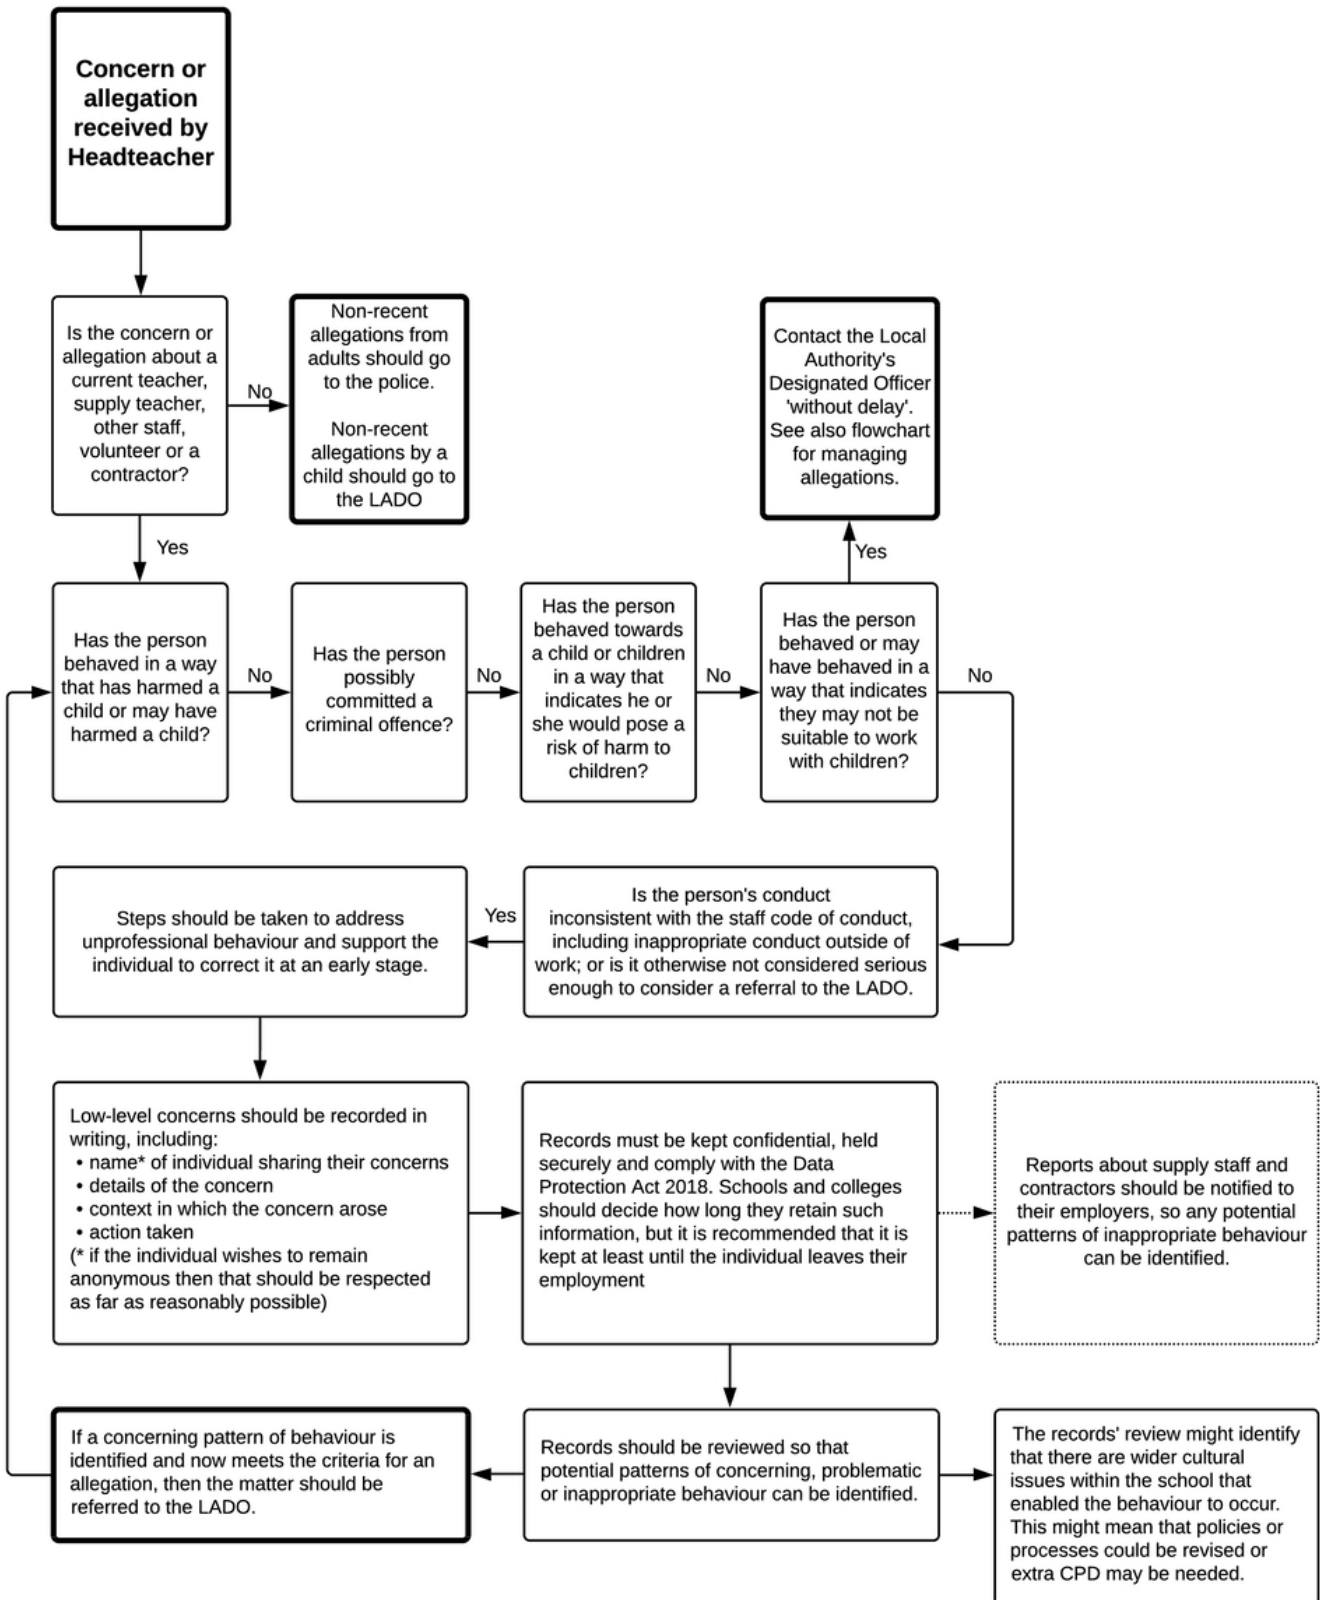 Concern or
allegation
received by
Headteacher
Is the concern or
allegation about a
current teacher,
supply teacher,
other staff,
volunteer or a
contractor?
No
Non-recent
allegations from
adults should go
to the police.
Non-recent
allegations by a
child should go to
the LADO
Contact the Local
Authority's
Designated Officer
'without delay'.
See also flowchart
for managing
allegations.
Yes
Yes
Has the person
behaved in a way
that has harmed a
child or may have
harmed a child?
No
Has the person
possibly
committed a
criminal offence?
No
Has the person
behaved towards
a child or children
in a way that
indicates he or
she would pose a
risk of harm to
children?
No
Has the person
behaved or may
have behaved in a
way that indicates
they may not be
suitable to work
with children?
No
Is the person's conduct
inconsistent with the staff code of conduct,
including inappropriate conduct outside of
work; or is it otherwise not considered serious
enough to consider a referral to the LADO.
Yes
Steps should be taken to address
unprofessional behaviour and support the
individual to correct it at an early stage.
Low-level concerns should be recorded in
writing, including:
• name* of individual sharing their concerns
• details of the concern
• context in which the concern arose
• action taken
(* if the individual wishes to remain
anonymous then that should be respected
as far as reasonably possible)
Records must be kept confidential, held
securely and comply with the Data
Protection Act 2018. Schools and colleges
should decide how long they retain such
information, but it is recommended that it is
kept at least until the individual leaves their
employment
Reports about supply staff and
contractors should be notified to
their employers, so any potential
patterns of inappropriate behaviour
can be identified.
If a concerning pattern of behaviour is
identified and now meets the criteria for an
allegation, then the matter should be
referred to the LADO.
Records should be reviewed so that
potential patterns of concerning, problematic
or inappropriate behaviour can be identified.
The records' review might identify
that there are wider cultural
issues within the school that
enabled the behaviour to occur.
This might mean that policies or
processes could be revised or
extra CPD may be needed.